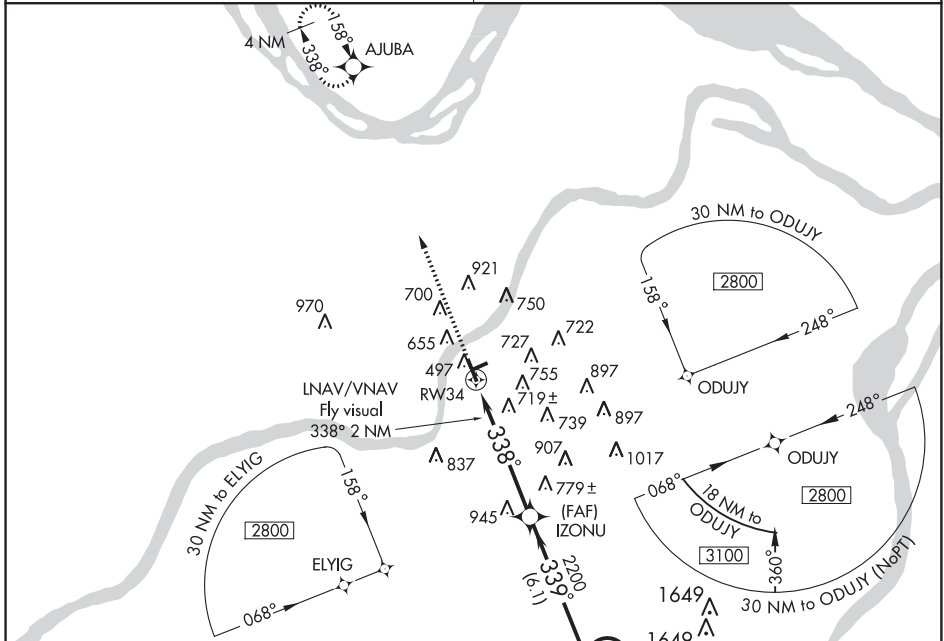 4 NM
158°
338°
AJUBA
30 NM to ODUJY
2800
158°
248°
ODUJY
921
970
700
750
655
727
722
497
755
897
RW34
LNAV/VNAV
Fly visual
338° 2 NM
719±
739
897
338°
837
907
1017
779±
945
(FAF)
IZONU
2200
339°
(6.1)
30 NM to ELYIG
158°
2800
ELYIG
068°
248°
ODUJY
068°
18 NM to
ODUJY
2800
3100
360°
30 NM to ODUJY (NoPT)
1649
1649